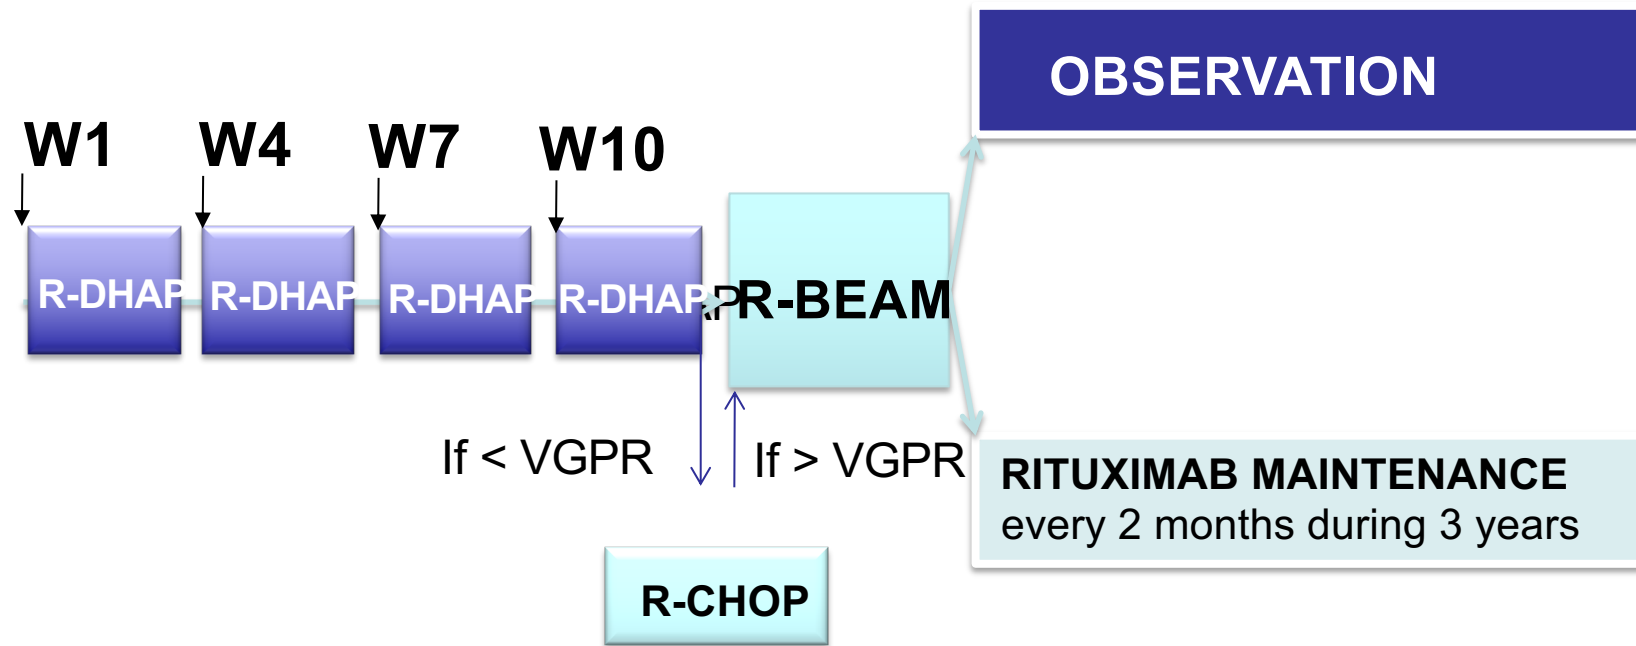 OBSERVATION
W1 W4 W7 W10
R-DHAP R-DHAP R-DHAP R-DHAP R-BEAM
If < VGPR If > VGPR
RITUXIMAB MAINTENANCE
every 2 months during 3 years
R-CHOP